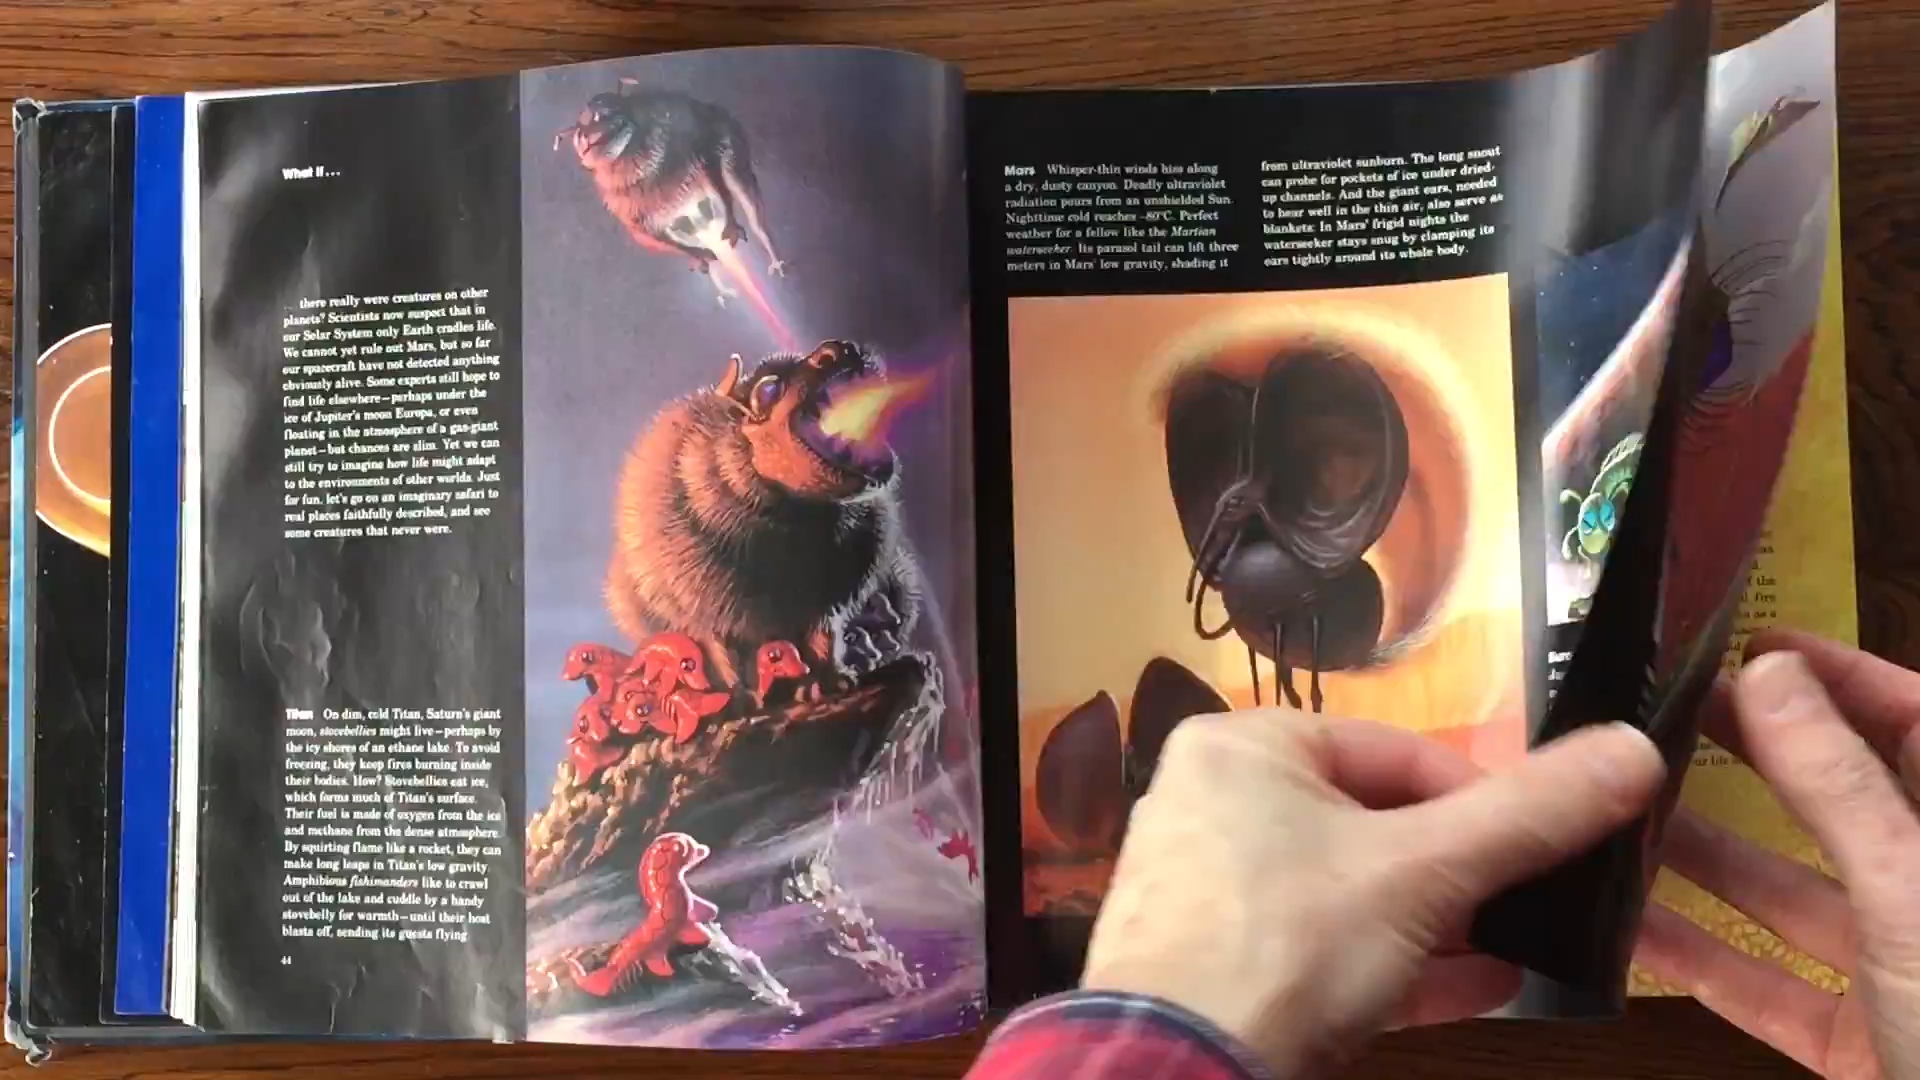 What if...
... there really were creatures on other
planets? Scientists now suspect that in
our Solar System only Earth cradles life.
We cannot yet rule out Mars, but so far
our spacecraft have not detected anything
obviously alive. Some experts still hope to
find life elsewhere—perhaps under the
ice of Jupiter's moon Europa, or even
floating in the atmosphere of a gas-giant
planet—but chances are slim. Yet we can
still try to imagine how life might adapt
to the environments of other worlds. Just
for fun, let's go on an imaginary safari to
real places faithfully described, and see
some creatures that never were.
Titan On dim, cold Titan, Saturn's giant
moon, stovebellies might live—perhaps by
the icy shores of an ethane lake. To avoid
freezing, they keep fires burning inside
their bodies. How? Stovebellies eat ice,
which forms much of Titan's surface.
Their fuel is made of oxygen from the ice
and methane from the dense atmosphere.
By squirting flame like a rocket, they can
make long leaps in Titan's low gravity.
Amphibious fishimanders like to crawl
out of the lake and cuddle by a handy
stovebelly for warmth—until their host
blasts off, sending its guests flying.
44
Mars Whisper-thin winds hiss along
a dry, dusty canyon. Deadly ultraviolet
radiation pours from an unshielded Sun.
Nighttime cold reaches -80°C. Perfect
weather for a fellow like the Martian
waterseeker. Its parasol tail can lift three
meters in Mars' low gravity, shading it
from ultraviolet sunburn. The long snout
can probe for pockets of ice under dried-
up channels. And the giant ears, needed
to hear well in the thin air, also serve as
blankets: In Mars' frigid nights the
waterseeker stays snug by clamping its
ears tightly around its whole body.
of the
fire
as a